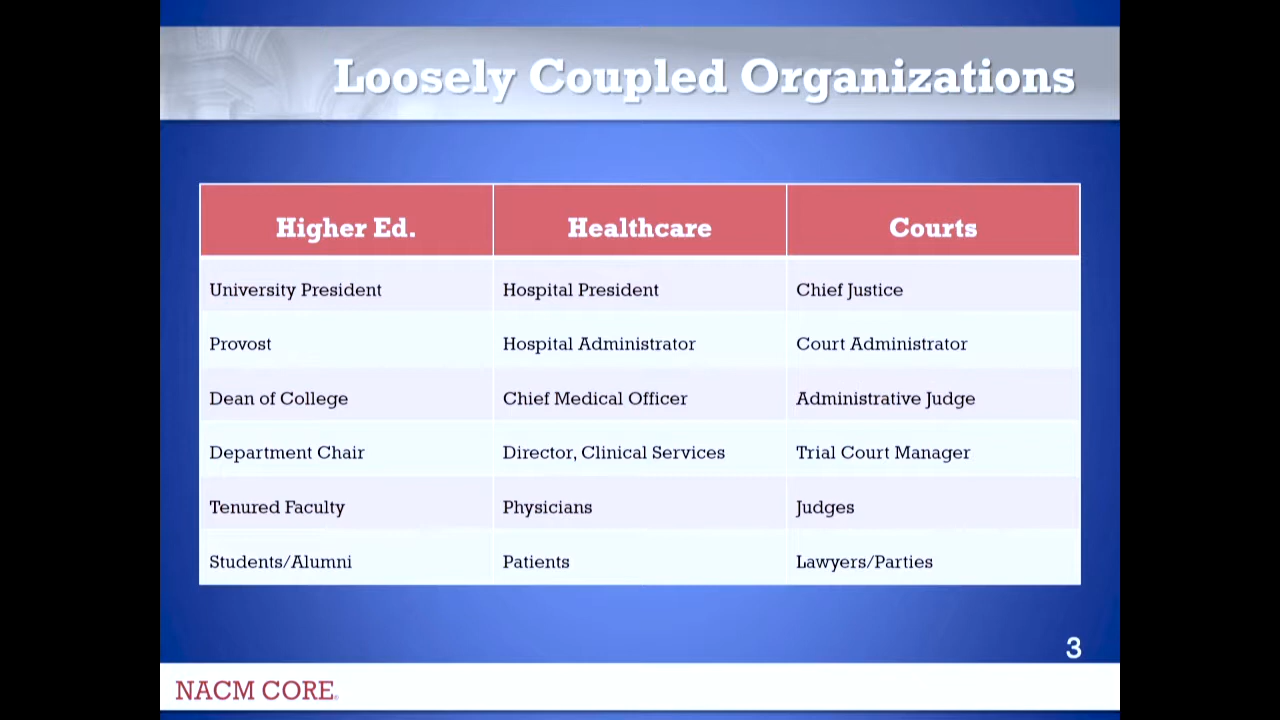 Loosely Coupled Organizations
Higher Ed. Healthcare Courts
University President Hospital President Chief Justice
Provost Hospital Administrator Court Administrator
Dean of College Chief Medical Officer Administrative Judge
Department Chair Director, Clinical Services Trial Court Manager
Tenured Faculty Physicians Judges
Students/Alumni Patients Lawyers/Parties
3
NACM CORE®